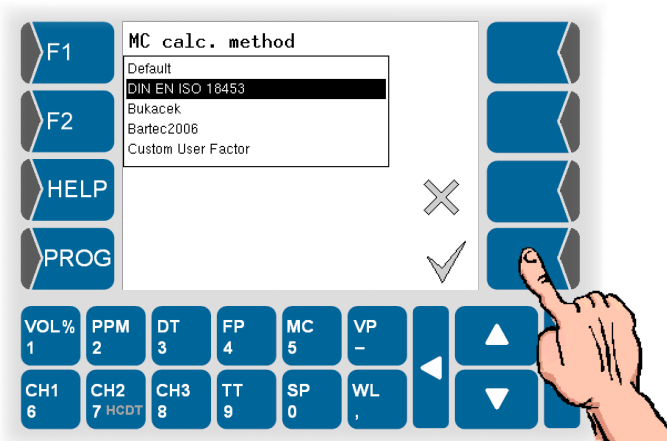 MC calc. method
Default
DIN EN ISO 18453
Bukacek
Bartec2006
Custom User Factor
F1
F2
HELP
PROG
VOL% PPM DT FP MC VP
1 2 3 4 5 –
CH1 CH2 CH3 TT SP WL
6 7 HCDT 8 9 0 ,